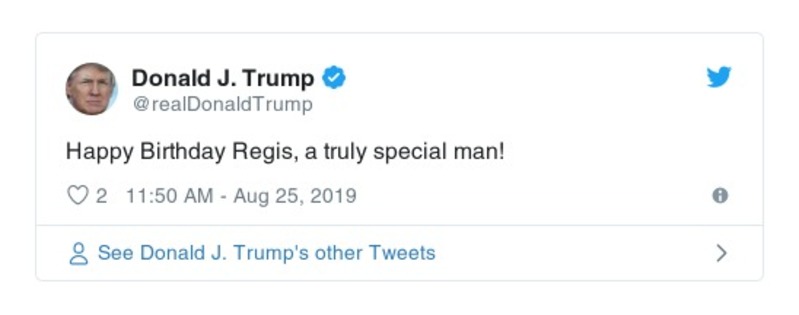 Donald J. Trump
@realDonaldTrump
Happy Birthday Regis, a truly special man!
2 11:50 AM - Aug 25, 2019
See Donald J. Trump's other Tweets